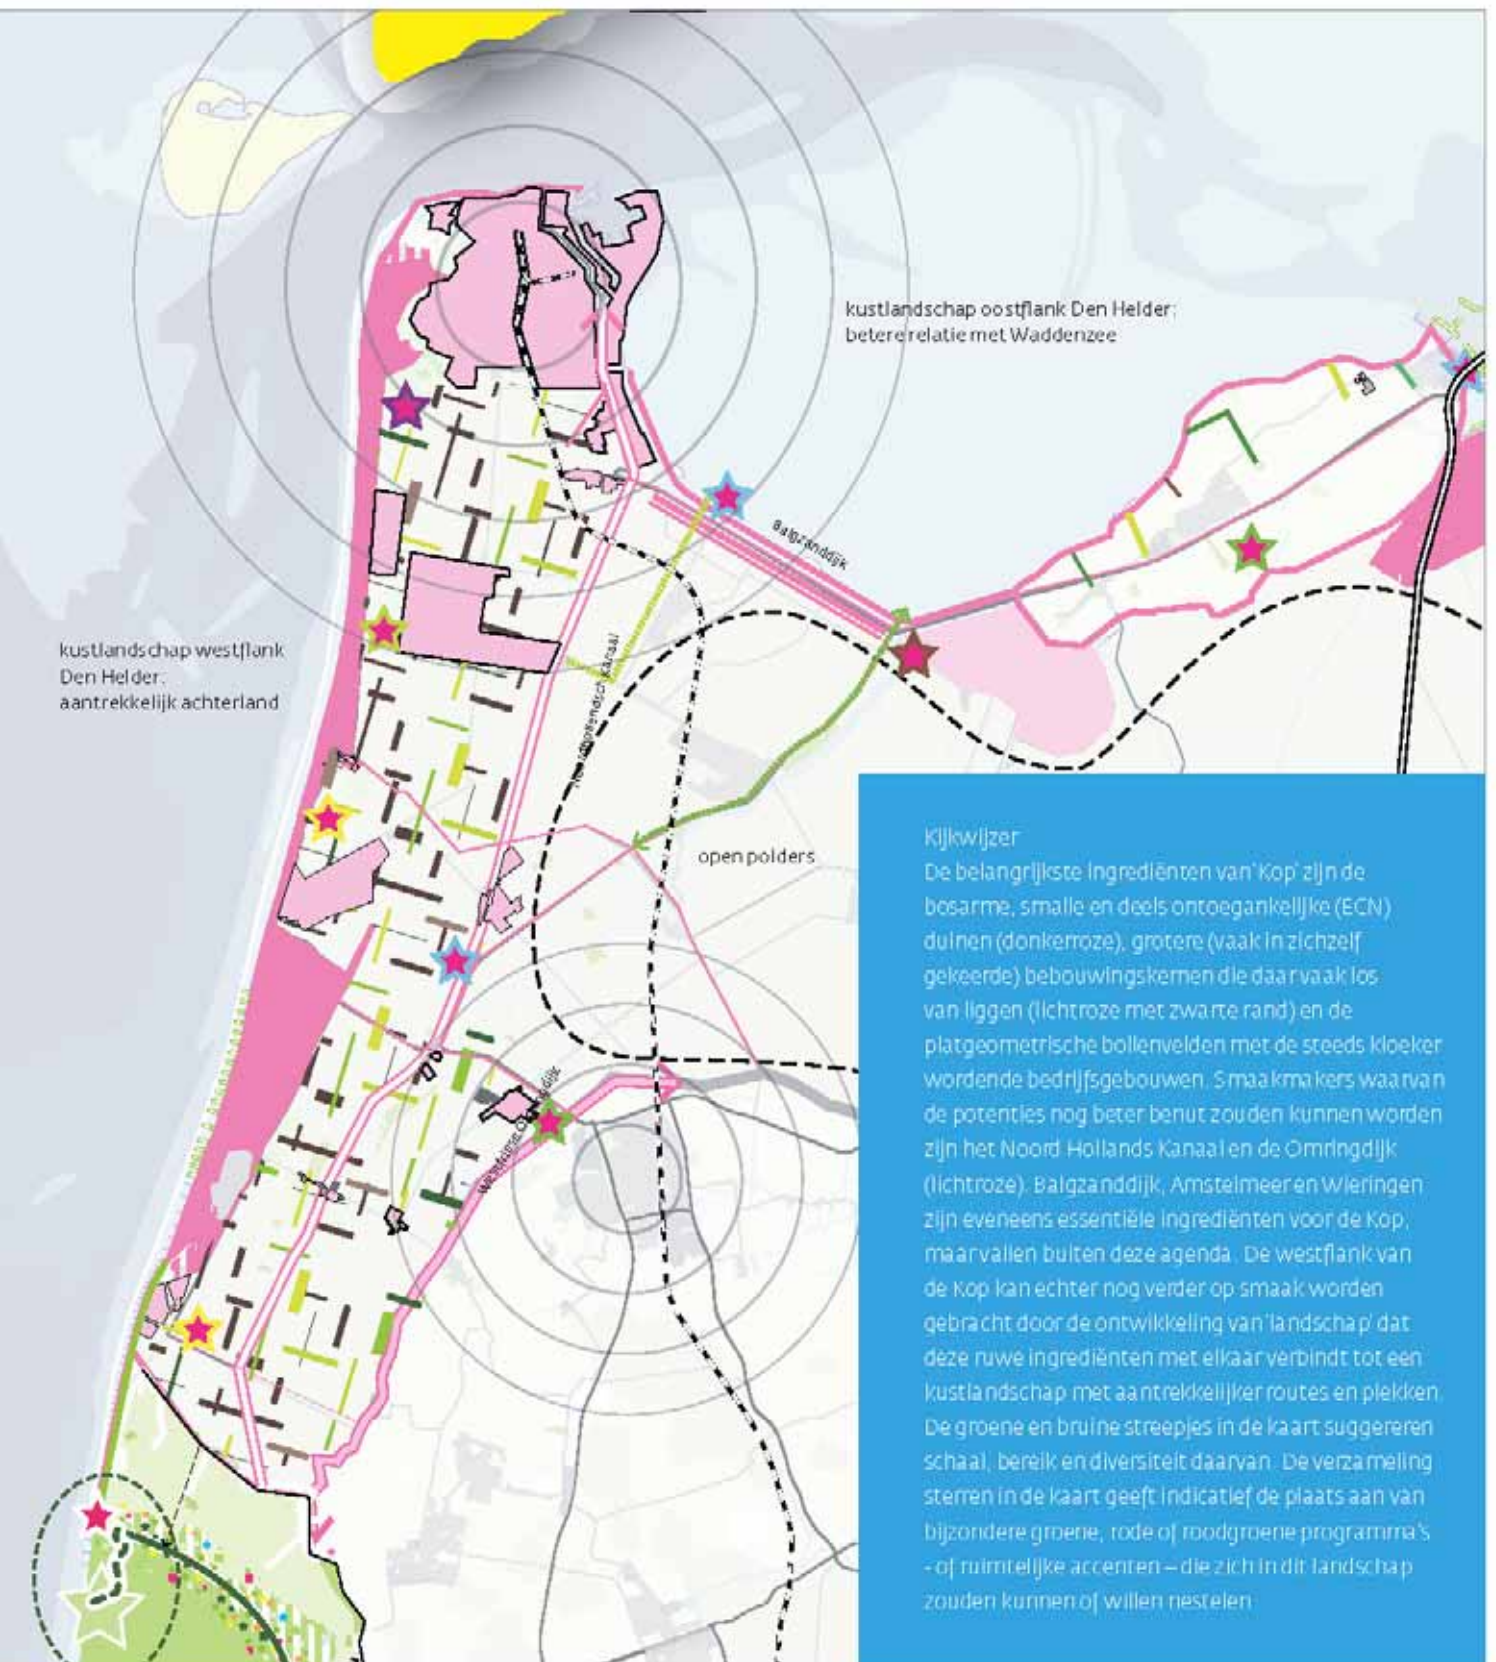 kustlandschap oostflank Den Helder:
betere relatie met Waddenzee
Balgzanddijk
kustlandschap westflank
Den Helder:
aantrekkelijk achterland
Noordhollandsch Kanaal
open polders
Kijkwijzer
De belangrijkste ingrediënten van 'Kop' zijn de
bosarme, smalle en deels ontoegankelijke (ECN)
duinen (donkerroze), grotere (vaak in zichzelf
gekeerde) bebouwingskernen die daar vaak los
van liggen (lichtroze met zwarte rand) en de
platgeometrische bollenvelden met de steeds kloeker
wordende bedrijfsgebouwen. Smaakmakers waarvan
de potenties nog beter benut zouden kunnen worden
zijn het Noord Hollands Kanaal en de Omringdijk
(lichtroze). Balgzanddijk, Amstelmeer en Wieringen
zijn eveneens essentiële ingrediënten voor de Kop,
maar vallen buiten deze agenda. De westflank van
de Kop kan echter nog verder op smaak worden
gebracht door de ontwikkeling van 'landschap' dat
deze ruwe ingrediënten met elkaar verbindt tot een
kustlandschap met aantrekkelijker routes en plekken.
De groene en bruine streepjes in de kaart suggereren
schaal, bereik en diversiteit daarvan. De verzameling
sterren in de kaart geeft indicatief de plaats aan van
bijzondere groene, rode of roodgroene programma's
- of ruimtelijke accenten – die zich in dit landschap
zouden kunnen of willen nestelen